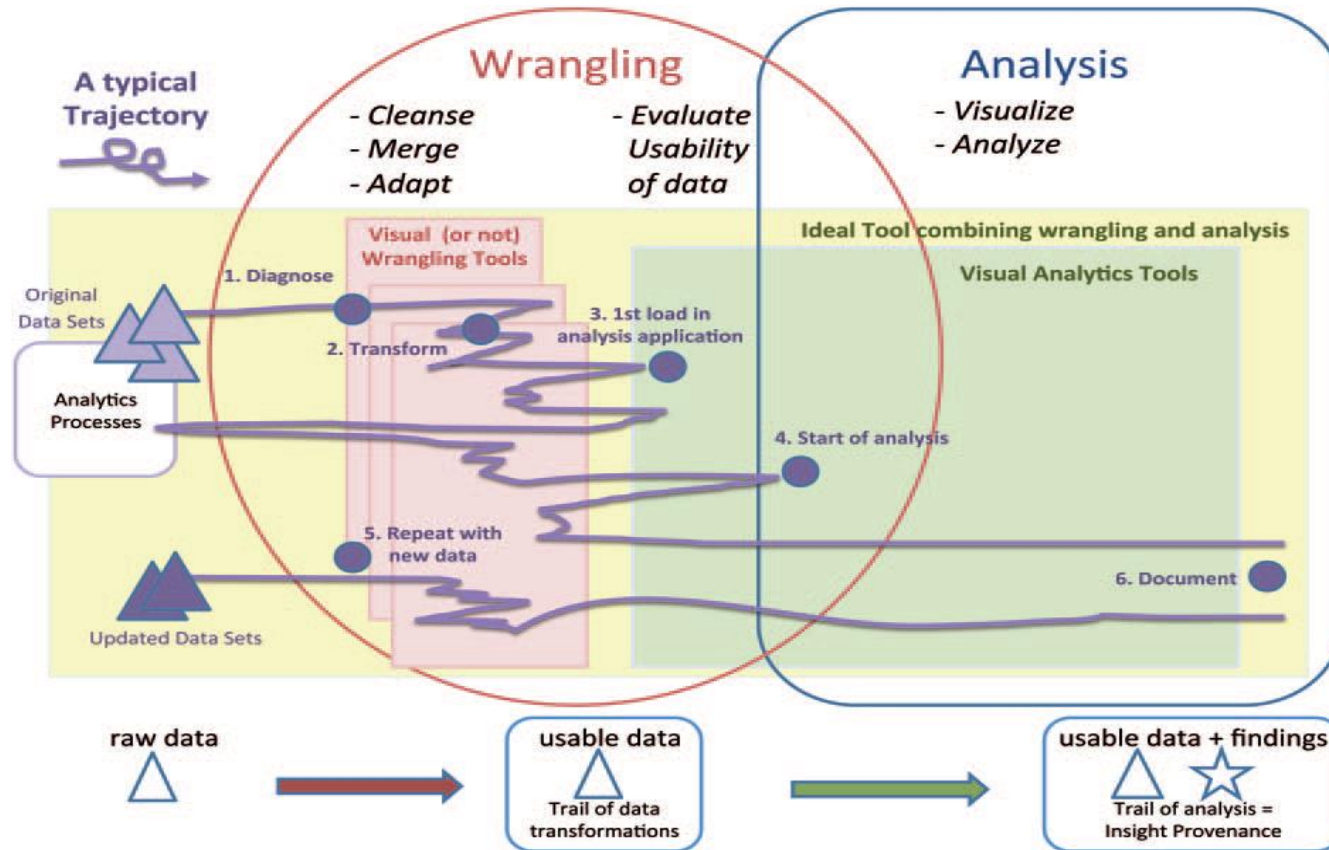 Wrangling
Analysis
A typical
Trajectory
- Cleanse
- Merge
- Adapt
- Evaluate
Usability
of data
- Visualize
- Analyze
Visual (or not)
Wrangling Tools
Ideal Tool combining wrangling and analysis
Visual Analytics Tools
1. Diagnose
Original
Data Sets
2. Transform
3. 1st load in
analysis application
Analytics
Processes
4. Start of analysis
5. Repeat with
new data
6. Document
Updated Data Sets
raw data
usable data
Trail of data
transformations
usable data + findings
Trail of analysis =
Insight Provenance